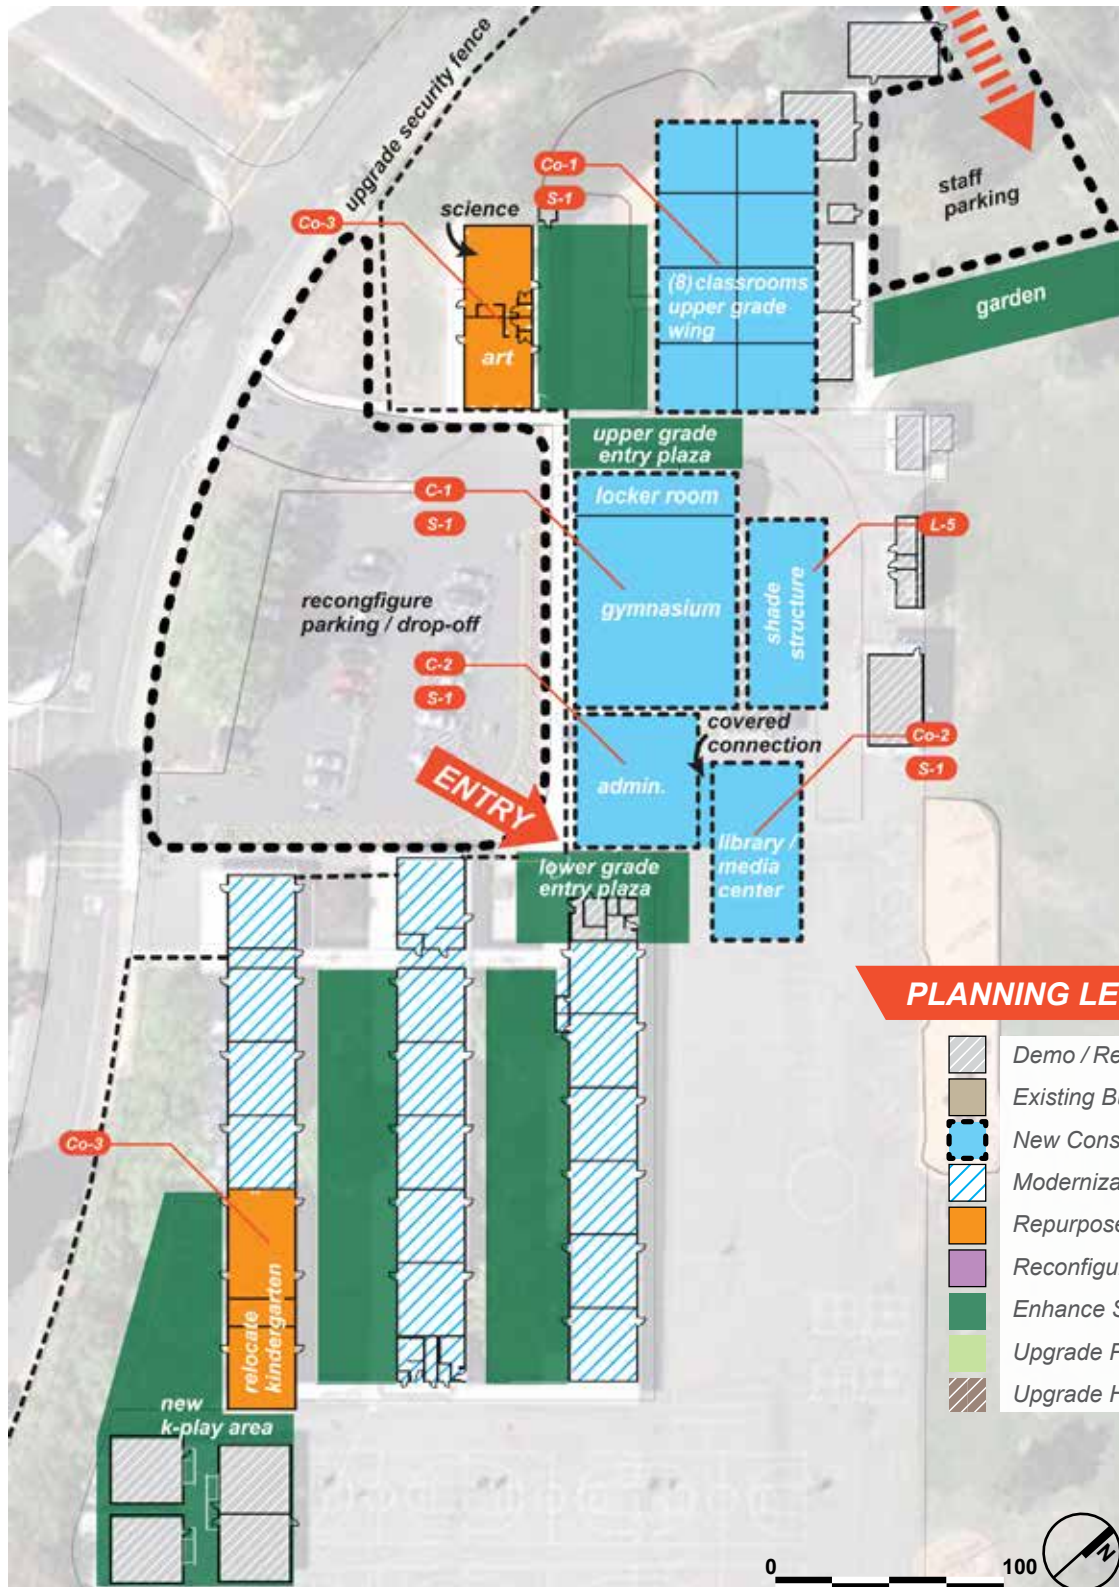 upgrade security fence
Co-1
S-1
Co-3
science
staff
parking
garden
(8)classrooms
upper grade
wing
art
upper grade
entry plaza
locker room
C-1
S-1
L-5
gymnasium
shade
structure
recongfigure
parking / drop-off
C-2
S-1
covered
connection
Co-2
S-1
ENTRY
admin.
library /
media
center
lower grade
entry plaza
PLANNING LE
Demo / Re
Existing B
New Cons
Moderniza
Repurpose
Reconfigu
Enhance S
Upgrade F
Upgrade H
Co-3
relocate
kindergarten
new
k-play area
0
100
N